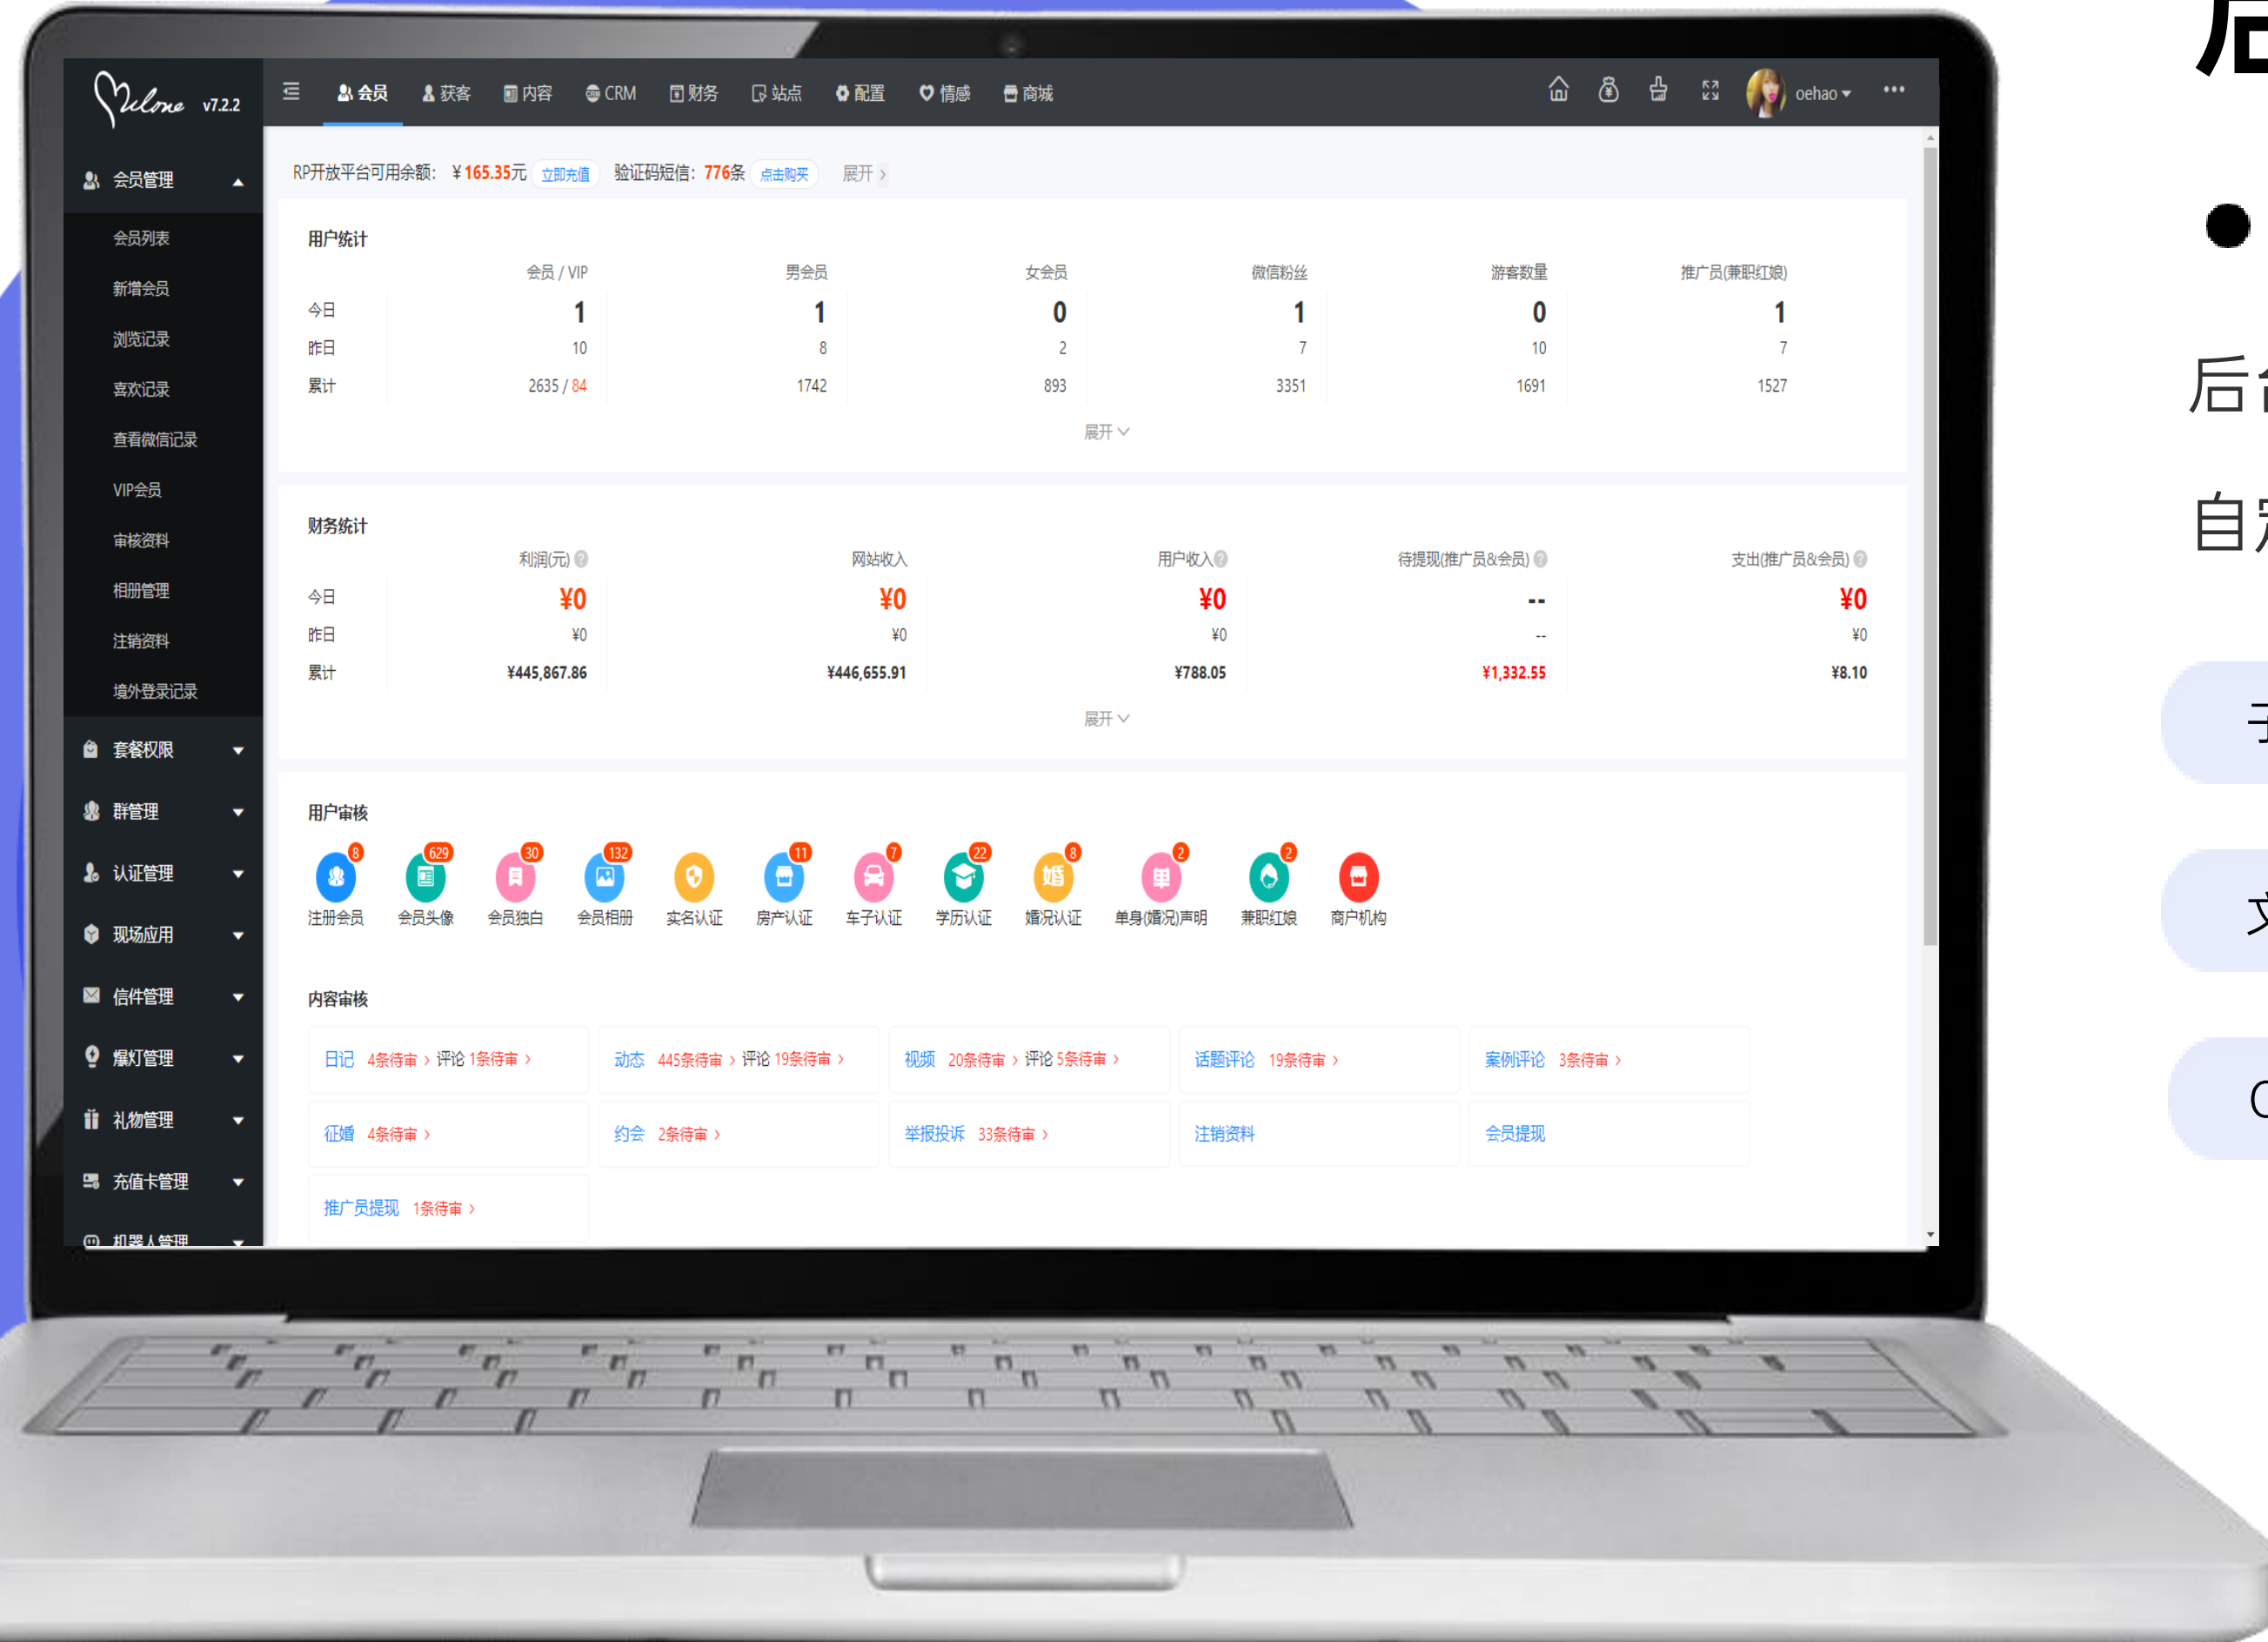 Milone v7.2.2
会员 获客 内容 CRM 财务 站点 配置 情感 商城 oehao
会员管理
会员列表
新增会员
浏览记录
喜欢记录
查看微信记录
VIP会员
审核资料
相册管理
注销资料
境外登录记录
套餐权限
群管理
认证管理
现场应用
信件管理
爆灯管理
礼物管理
充值卡管理
机器人管理
RP开放平台可用余额: ¥165.35元 立即充值 验证码短信: 776条 点击购买 展开 >
用户统计
会员 / VIP 男会员 女会员 微信粉丝 游客数量 推广员(兼职红娘)
今日 1 1 0 1 0 1
昨日 10 8 2 7 10 7
累计 2635 / 84 1742 893 3351 1691 1527
展开
财务统计
利润(元) 网站收入 用户收入 待提现(推广员&会员) 支出(推广员&会员)
今日 ¥0 ¥0 ¥0 -- ¥0
昨日 ¥0 ¥0 ¥0 -- ¥0
累计 ¥445,867.86 ¥446,655.91 ¥788.05 ¥1,332.55 ¥8.10
展开
用户审核
8 629 30 132 11 7 22 8 2 2
婚 单
注册会员 会员头像 会员独白 会员相册 实名认证 房产认证 车子认证 学历认证 婚况认证 单身(婚况)声明 兼职红娘 商户机构
内容审核
日记 4条待审 > 评论 1条待审 > 动态 445条待审 > 评论 19条待审 > 视频 20条待审 > 评论 5条待审 > 话题评论 19条待审 > 案例评论 3条待审 >
征婚 4条待审 > 约会 2条待审 > 举报投诉 33条待审 > 注销资料 会员提现
推广员提现 1条待审 >
后
后
自